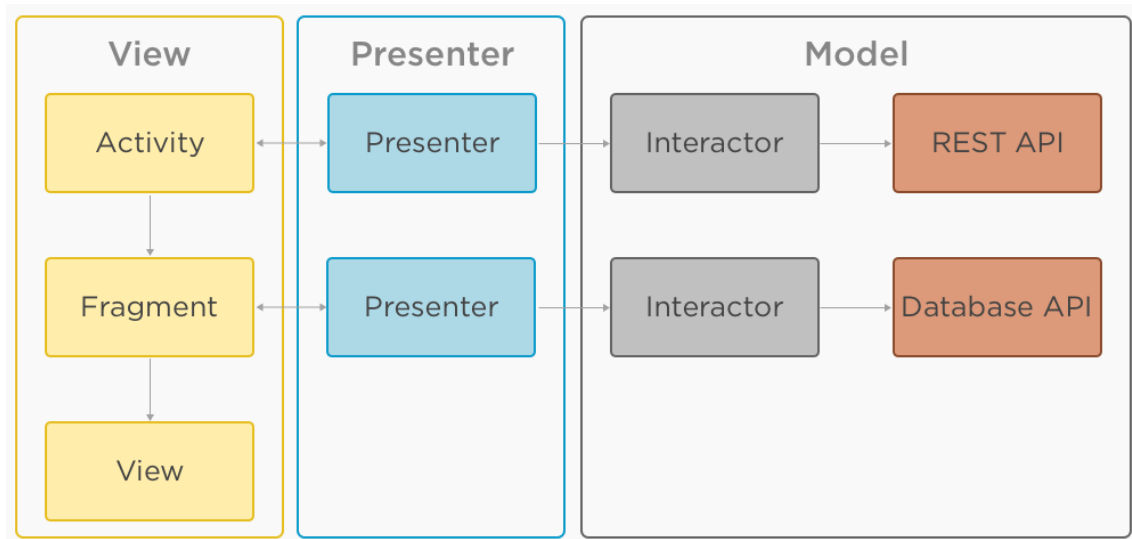 View
Presenter
Model
Activity
Presenter
Interactor
REST API
Fragment
Presenter
Interactor
Database API
View